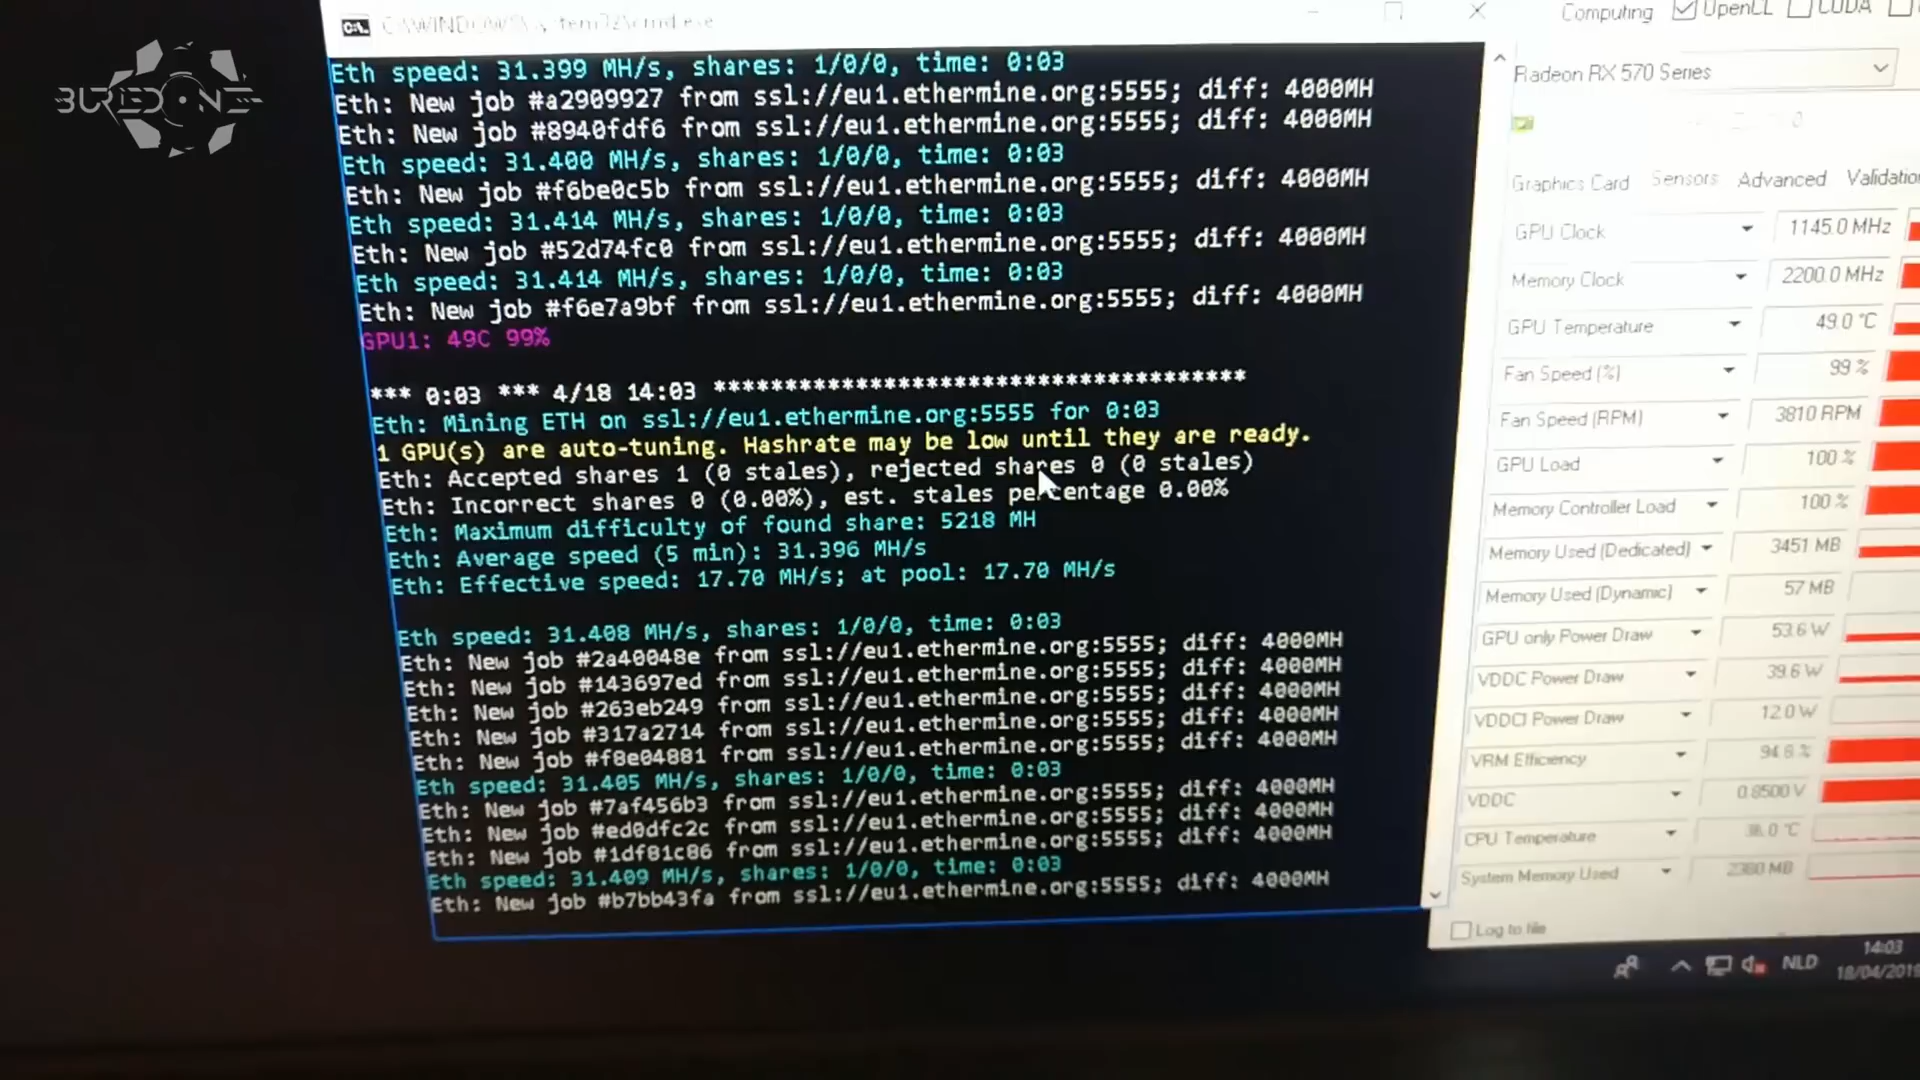 BURIEDONE
C:\WINDOWS\system32\cmd.exe
Eth speed: 31.399 MH/s, shares: 1/0/0, time: 0:03
Eth: New job #a2909927 from ssl://eu1.ethermine.org:5555; diff: 4000MH
Eth: New job #8940fdf6 from ssl://eu1.ethermine.org:5555; diff: 4000MH
Eth speed: 31.400 MH/s, shares: 1/0/0, time: 0:03
Eth: New job #f6be0c5b from ssl://eu1.ethermine.org:5555; diff: 4000MH
Eth speed: 31.414 MH/s, shares: 1/0/0, time: 0:03
Eth: New job #52d74fc0 from ssl://eu1.ethermine.org:5555; diff: 4000MH
Eth speed: 31.414 MH/s, shares: 1/0/0, time: 0:03
Eth: New job #f6e7a9bf from ssl://eu1.ethermine.org:5555; diff: 4000MH
GPU1: 49C 99%
*** 0:03 *** 4/18 14:03 **************************************
Eth: Mining ETH on ssl://eu1.ethermine.org:5555 for 0:03
1 GPU(s) are auto-tuning. Hashrate may be low until they are ready.
Eth: Accepted shares 1 (0 stales), rejected shares 0 (0 stales)
Eth: Incorrect shares 0 (0.00%), est. stales percentage 0.00%
Eth: Maximum difficulty of found share: 5218 MH
Eth: Average speed (5 min): 31.396 MH/s
Eth: Effective speed: 17.70 MH/s; at pool: 17.70 MH/s
Eth speed: 31.408 MH/s, shares: 1/0/0, time: 0:03
Eth: New job #2a40048e from ssl://eu1.ethermine.org:5555; diff: 4000MH
Eth: New job #143697ed from ssl://eu1.ethermine.org:5555; diff: 4000MH
Eth: New job #263eb249 from ssl://eu1.ethermine.org:5555; diff: 4000MH
Eth: New job #317a2714 from ssl://eu1.ethermine.org:5555; diff: 4000MH
Eth: New job #f8e04881 from ssl://eu1.ethermine.org:5555; diff: 4000MH
Eth speed: 31.405 MH/s, shares: 1/0/0, time: 0:03
Eth: New job #7af456b3 from ssl://eu1.ethermine.org:5555; diff: 4000MH
Eth: New job #ed0dfc2c from ssl://eu1.ethermine.org:5555; diff: 4000MH
Eth: New job #1df81c86 from ssl://eu1.ethermine.org:5555; diff: 4000MH
Eth speed: 31.409 MH/s, shares: 1/0/0, time: 0:03
Eth: New job #b7bb43fa from ssl://eu1.ethermine.org:5555; diff: 4000MH
Computing OpenCL CUDA
Radeon RX 570 Series
Graphics Card Sensors Advanced Validation
GPU Clock 1145.0 MHz
Memory Clock 2200.0 MHz
GPU Temperature 49.0 °C
Fan Speed (%) 99 %
Fan Speed (RPM) 3810 RPM
GPU Load 100 %
Memory Controller Load 100 %
Memory Used (Dedicated) 3451 MB
Memory Used (Dynamic) 57 MB
GPU only Power Draw 53.6 W
VDDC Power Draw 39.6 W
VDDCI Power Draw 12.0 W
VRM Efficiency 94.8 %
VDDC 0.8500 V
CPU Temperature 38.0 °C
System Memory Used 2380 MB
Log to file
NLD 14:03
18/04/2019